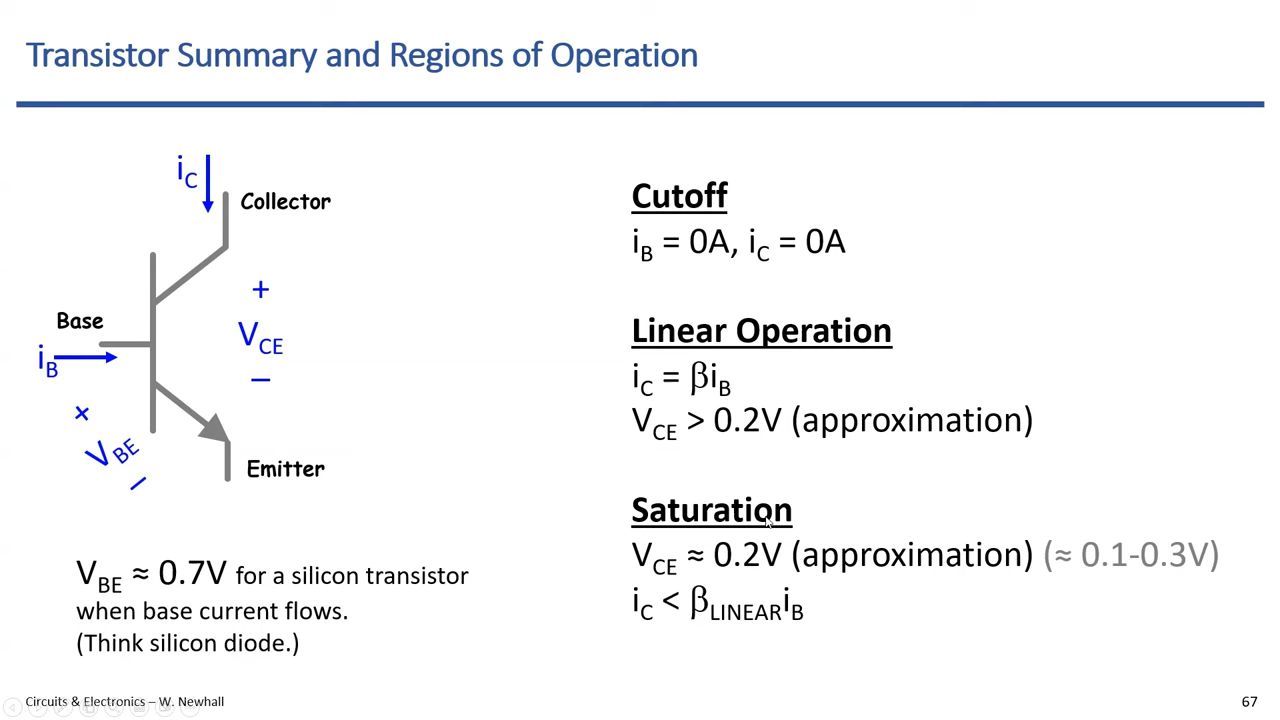 Transistor Summary and Regions of Operation
iC
Collector
+
VCE
−
Base
iB
+
VBE
−
Emitter
VBE ≈ 0.7V for a silicon transistor
when base current flows.
(Think silicon diode.)
Cutoff
iB = 0A, iC = 0A
Linear Operation
iC = βiB
VCE > 0.2V (approximation)
Saturation
VCE ≈ 0.2V (approximation) (≈ 0.1-0.3V)
iC < βLINEARiB
Circuits & Electronics – W. Newhall
67